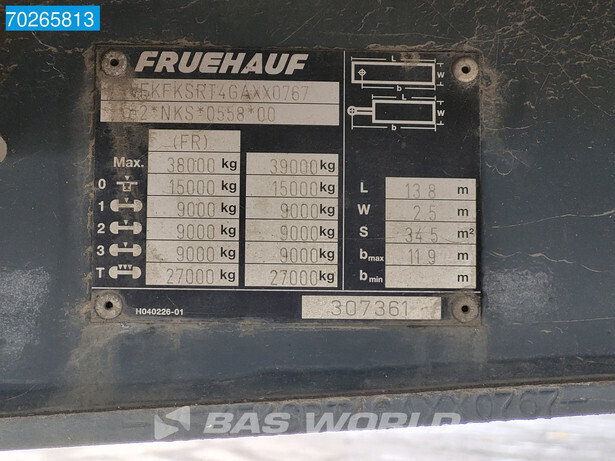 70265813
FRUEHAUF
VFKFKSRT4GAXX0767
e2*NKS*0558*00
(FR)
Max. 38000 kg 39000 kg
0 15000 kg 15000 kg
1 9000 kg 9000 kg
2 9000 kg 9000 kg
3 9000 kg 9000 kg
T 27000 kg 27000 kg
L
W
b
L
W
b
L 13.8 m
W 2.5 m
S 34.5 m²
bmax 11.9 m
bmin m
H040226-01
307361
XX0767
BAS WORLD